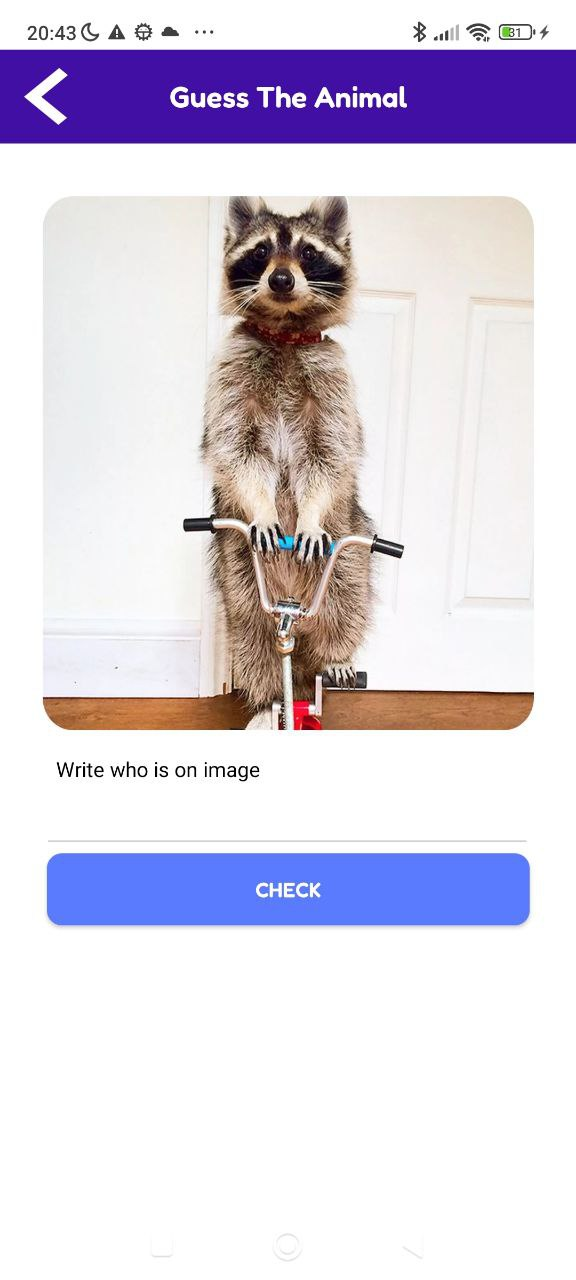 20:43
31
Guess The Animal
Write who is on image
CHECK